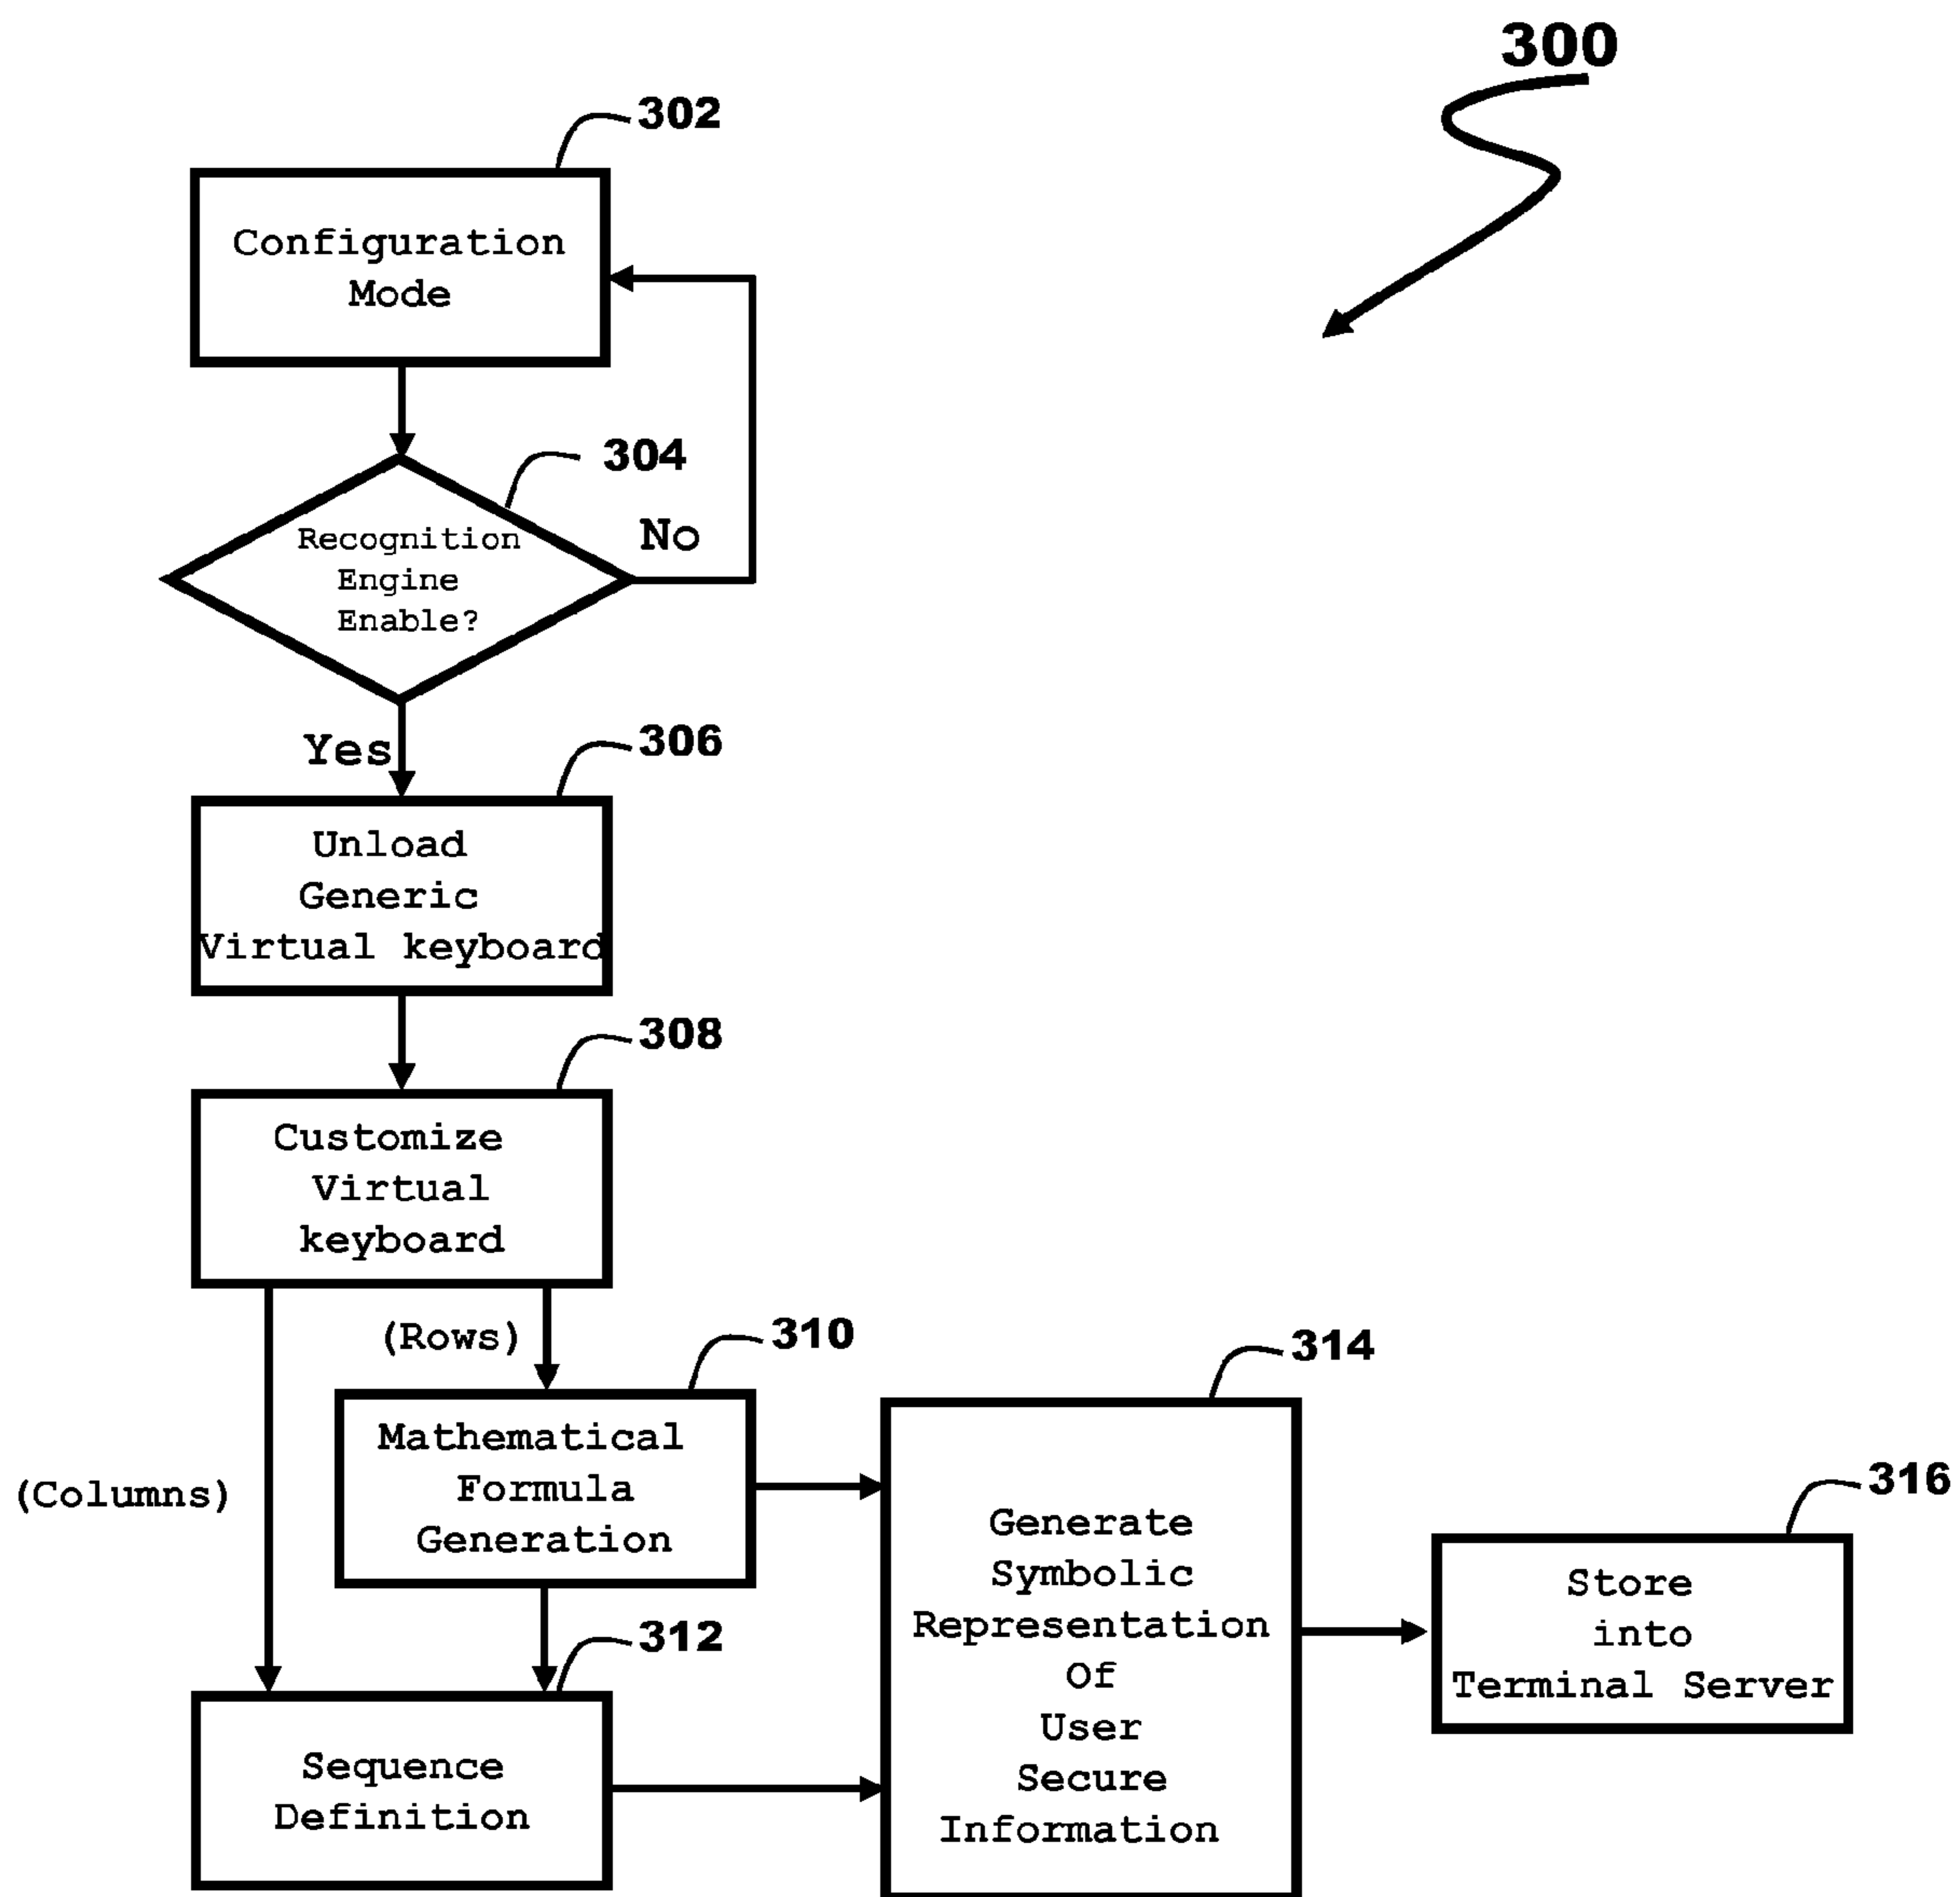 300
302
Configuration
Mode
304
Recognition
Engine
Enable?
No
Yes
306
Unload
Generic
Virtual keyboard
308
Customize
Virtual
keyboard
(Rows)
310
(Columns)
Mathematical
Formula
Generation
312
Sequence
Definition
314
Generate
Symbolic
Representation
Of
User
Secure
Information
316
Store
into
Terminal Server